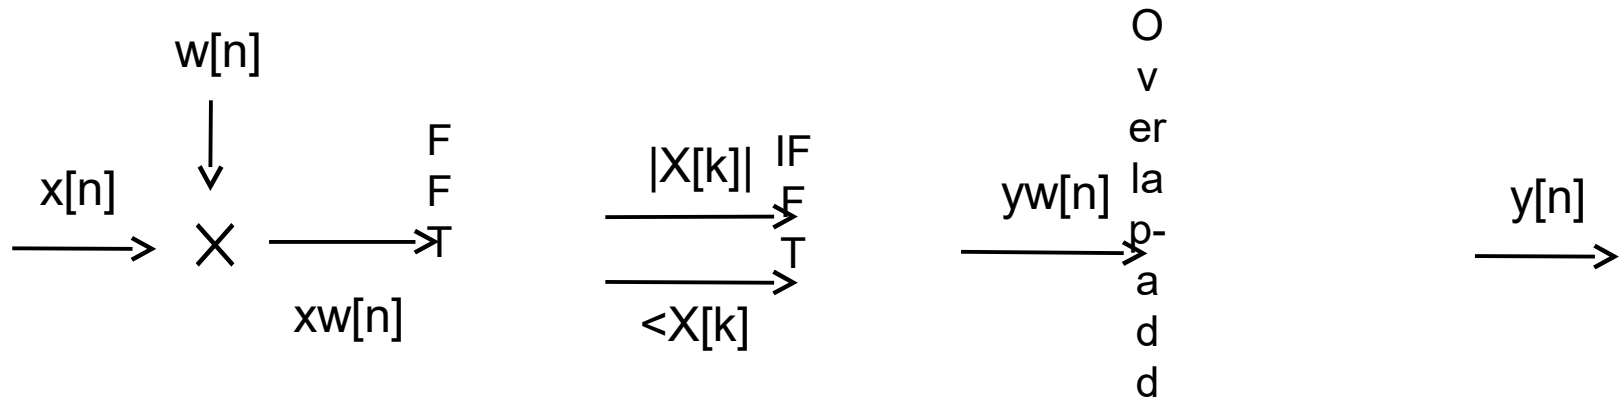 x[n]
w[n]
xw[n]
F
F
T
|X[k]|
<X[k]
IF
F
T
yw[n]
O
v
er
la
p-
a
d
d
y[n]